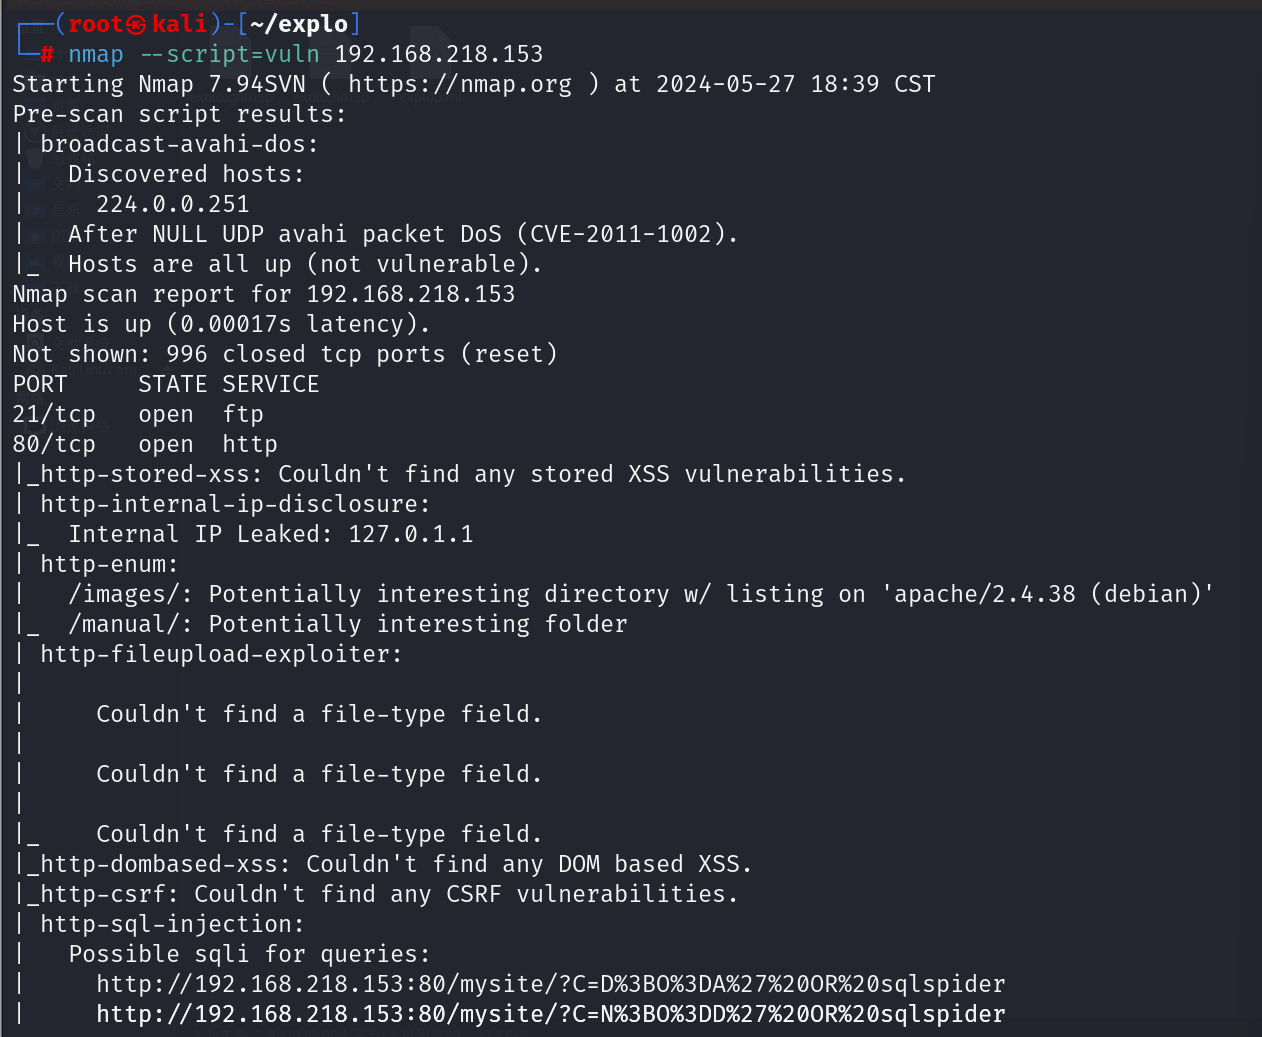 ┌──(root㉿kali)-[~/explo]
└─# nmap --script=vuln 192.168.218.153
Starting Nmap 7.94SVN ( https://nmap.org ) at 2024-05-27 18:39 CST
Pre-scan script results:
| broadcast-avahi-dos:
|   Discovered hosts:
|     224.0.0.251
|   After NULL UDP avahi packet DoS (CVE-2011-1002).
|_  Hosts are all up (not vulnerable).
Nmap scan report for 192.168.218.153
Host is up (0.00017s latency).
Not shown: 996 closed tcp ports (reset)
PORT     STATE SERVICE
21/tcp   open  ftp
80/tcp   open  http
|_http-stored-xss: Couldn't find any stored XSS vulnerabilities.
| http-internal-ip-disclosure:
|_  Internal IP Leaked: 127.0.1.1
| http-enum:
|   /images/: Potentially interesting directory w/ listing on 'apache/2.4.38 (debian)'
|_  /manual/: Potentially interesting folder
| http-fileupload-exploiter:
|
|     Couldn't find a file-type field.
|
|     Couldn't find a file-type field.
|
|_    Couldn't find a file-type field.
|_http-dombased-xss: Couldn't find any DOM based XSS.
|_http-csrf: Couldn't find any CSRF vulnerabilities.
| http-sql-injection:
|   Possible sqli for queries:
|     http://192.168.218.153:80/mysite/?C=D%3BO%3DA%27%20OR%20sqlspider
|     http://192.168.218.153:80/mysite/?C=N%3BO%3DD%27%20OR%20sqlspider